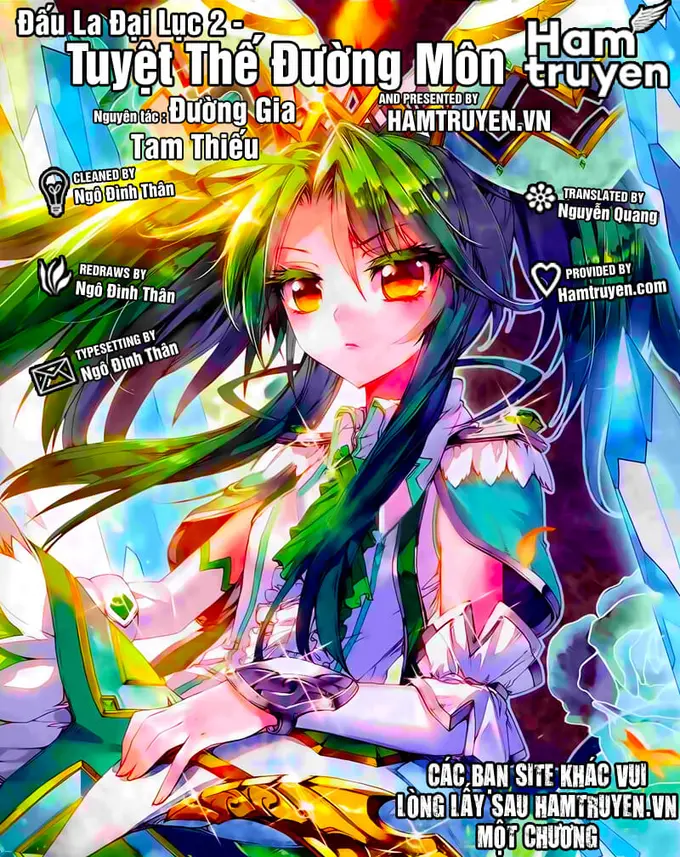 Đấu La Đại Lục 2 -
Tuyệt Thế Đường Môn
Ham
truyen
Nguyên tác : Đường Gia
Tam Thiếu
AND PRESENTED BY
HAMTRUYEN.VN
CLEANED BY
Ngô Đình Thân
TRANSLATED BY
Nguyễn Quang
REDRAWS BY
Ngô Đình Thân
PROVIDED BY
Hamtruyen.com
TYPESETTING BY
Ngô Đình Thân
CÁC BẠN SITE KHÁC VUI
LÒNG LẤY SAU HAMTRUYEN.VN
MỘT CHƯƠNG